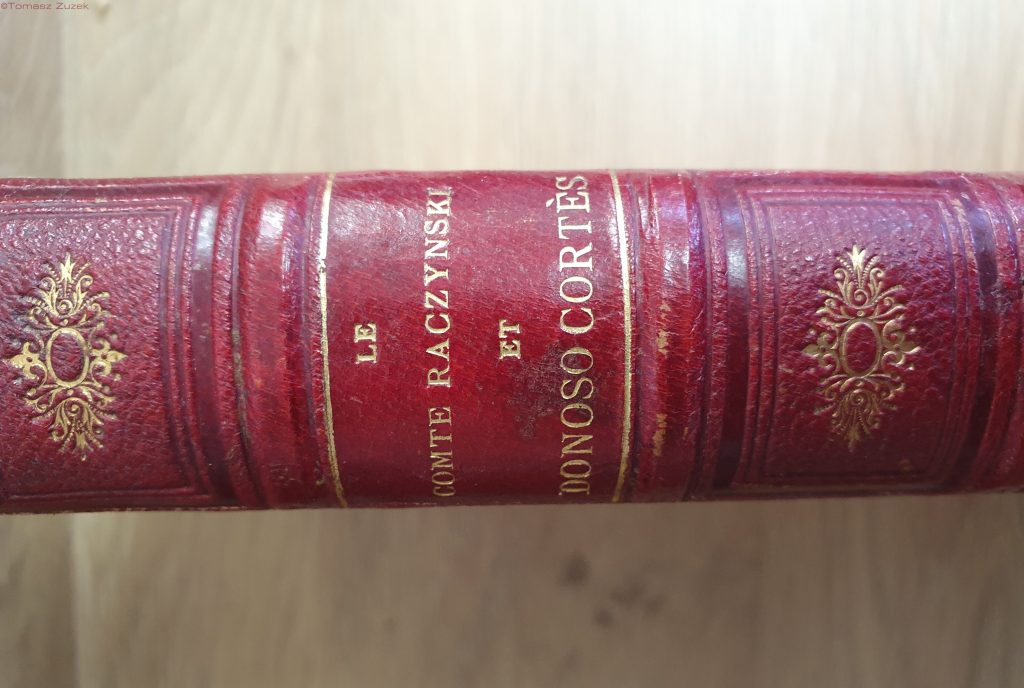 ©Tomasz Zuzek
LE
COMTE RACZYNSKI
ET
DONOSO CORTÈS